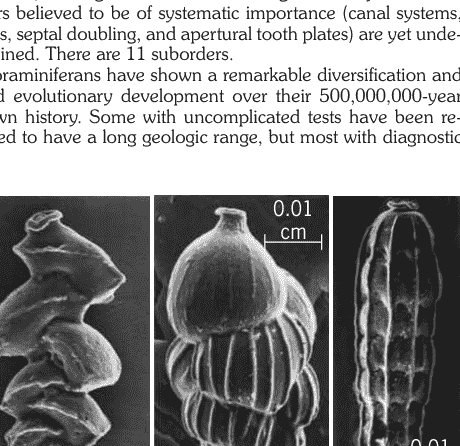 rs believed to be of systematic importance (canal systems,
s, septal doubling, and apertural tooth plates) are yet unde-
ined. There are 11 suborders.
oraminiferans have shown a remarkable diversification and
d evolutionary development over their 500,000,000-year
wn history. Some with uncomplicated tests have been re-
ed to have a long geologic range, but most with diagnostic
0.01
cm
0.01